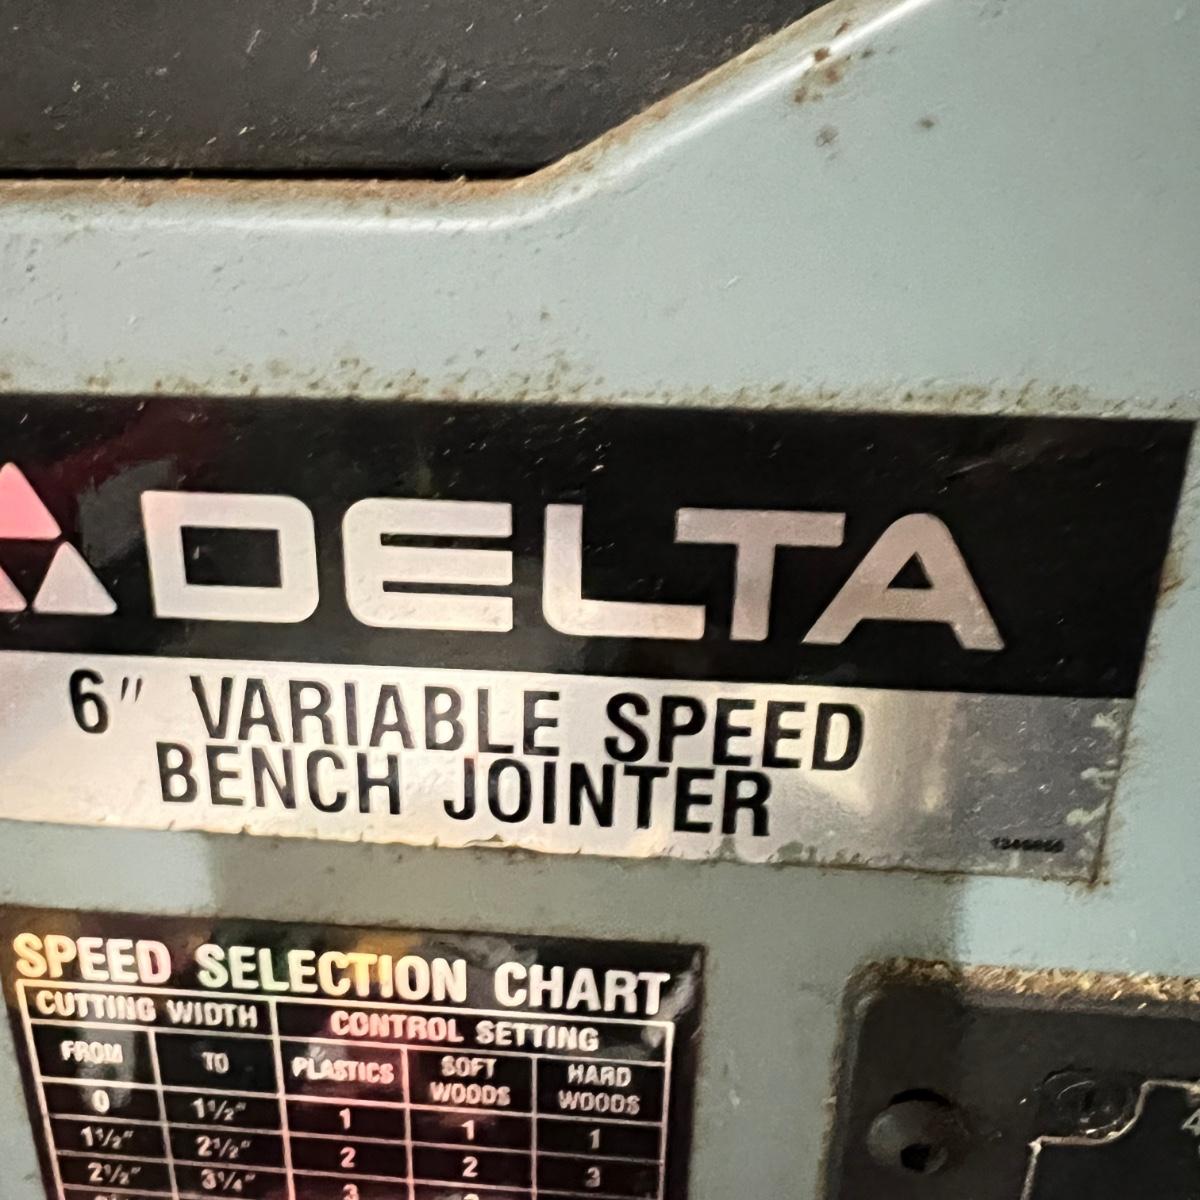 DELTA
6" VARIABLE SPEED
BENCH JOINTER
SPEED SELECTION CHART
CUTTING WIDTH CONTROL SETTING
FROM TO PLASTICS SOFT WOODS HARD WOODS
0 1½" 1 1 1
1½" 2½" 2 2 3
2½" 3¼" 3